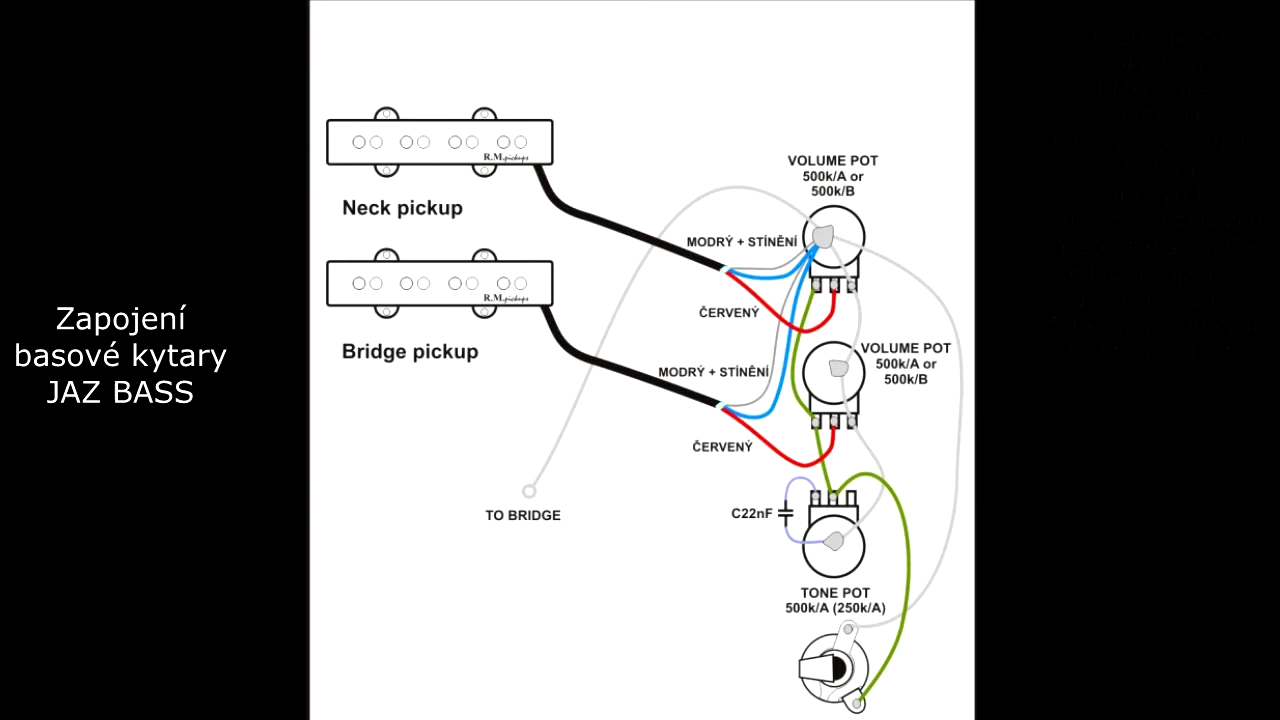 Zapojení
basové kytary
JAZ BASS
R.M.pickups
Neck pickup
R.M.pickups
Bridge pickup
VOLUME POT
500k/A or
500k/B
MODRÝ + STÍNĚNÍ
ČERVENÝ
VOLUME POT
500k/A or
500k/B
MODRÝ + STÍNĚNÍ
ČERVENÝ
TO BRIDGE
C22nF
TONE POT
500k/A (250k/A)